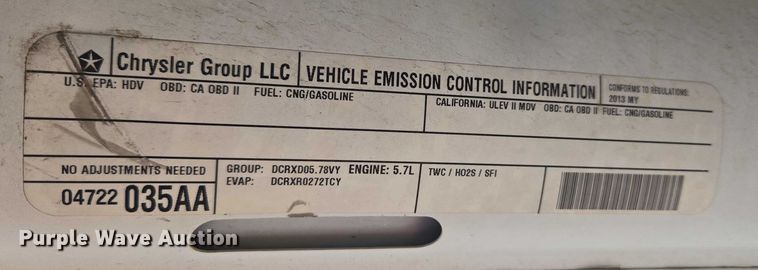 Chrysler Group LLC VEHICLE EMISSION CONTROL INFORMATION CONFORMS TO REGULATIONS:
2013 MY
U.S. EPA: HDV OBD: CA OBD II FUEL: CNG/GASOLINE CALIFORNIA: ULEV II MDV OBD: CA OBD II FUEL: CNG/GASOLINE
NO ADJUSTMENTS NEEDED GROUP: DCRXD05.78VY ENGINE: 5.7L TWC / HO2S / SFI
EVAP: DCRXR0272TCY
04722 035AA
Purple Wave Auction